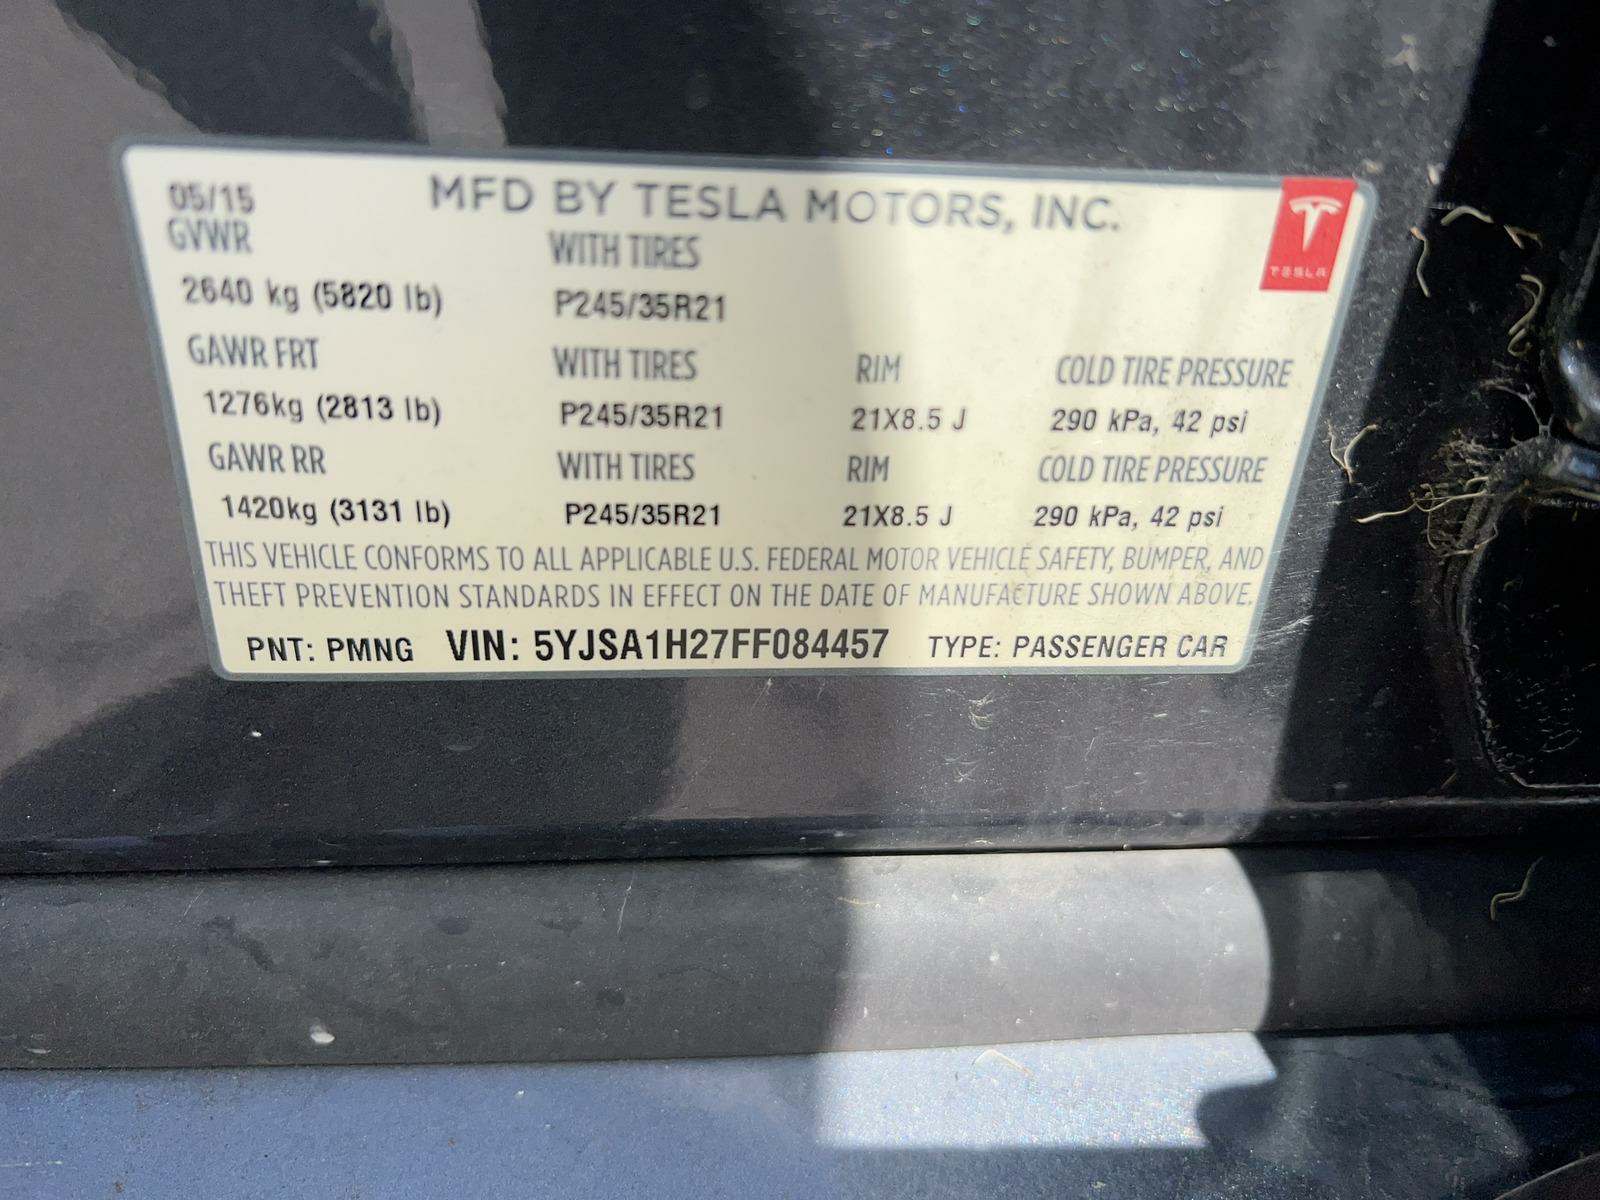 05/15 MFD BY TESLA MOTORS, INC.
TESLA
GVWR WITH TIRES
2640 kg (5820 lb) P245/35R21
GAWR FRT WITH TIRES RIM COLD TIRE PRESSURE
1276kg (2813 lb) P245/35R21 21X8.5 J 290 kPa, 42 psi
GAWR RR WITH TIRES RIM COLD TIRE PRESSURE
1420kg (3131 lb) P245/35R21 21X8.5 J 290 kPa, 42 psi
THIS VEHICLE CONFORMS TO ALL APPLICABLE U.S. FEDERAL MOTOR VEHICLE SAFETY, BUMPER, AND
THEFT PREVENTION STANDARDS IN EFFECT ON THE DATE OF MANUFACTURE SHOWN ABOVE.
PNT: PMNG VIN: 5YJSA1H27FF084457 TYPE: PASSENGER CAR